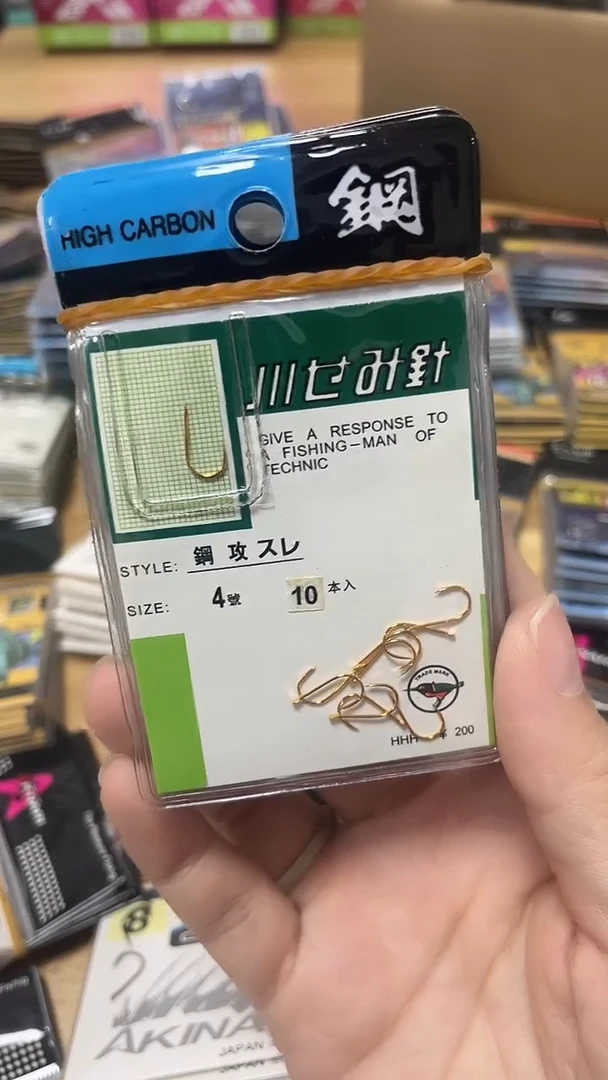 HIGH CARBON
鋼
川せみ針
GIVE A RESPONSE TO
A FISHING-MAN OF
TECHNIC
STYLE: 鋼攻スレ
SIZE: 4號 10 本入
TRADE MARK
HHH ¥ 200
8
AKINA
JAPAN